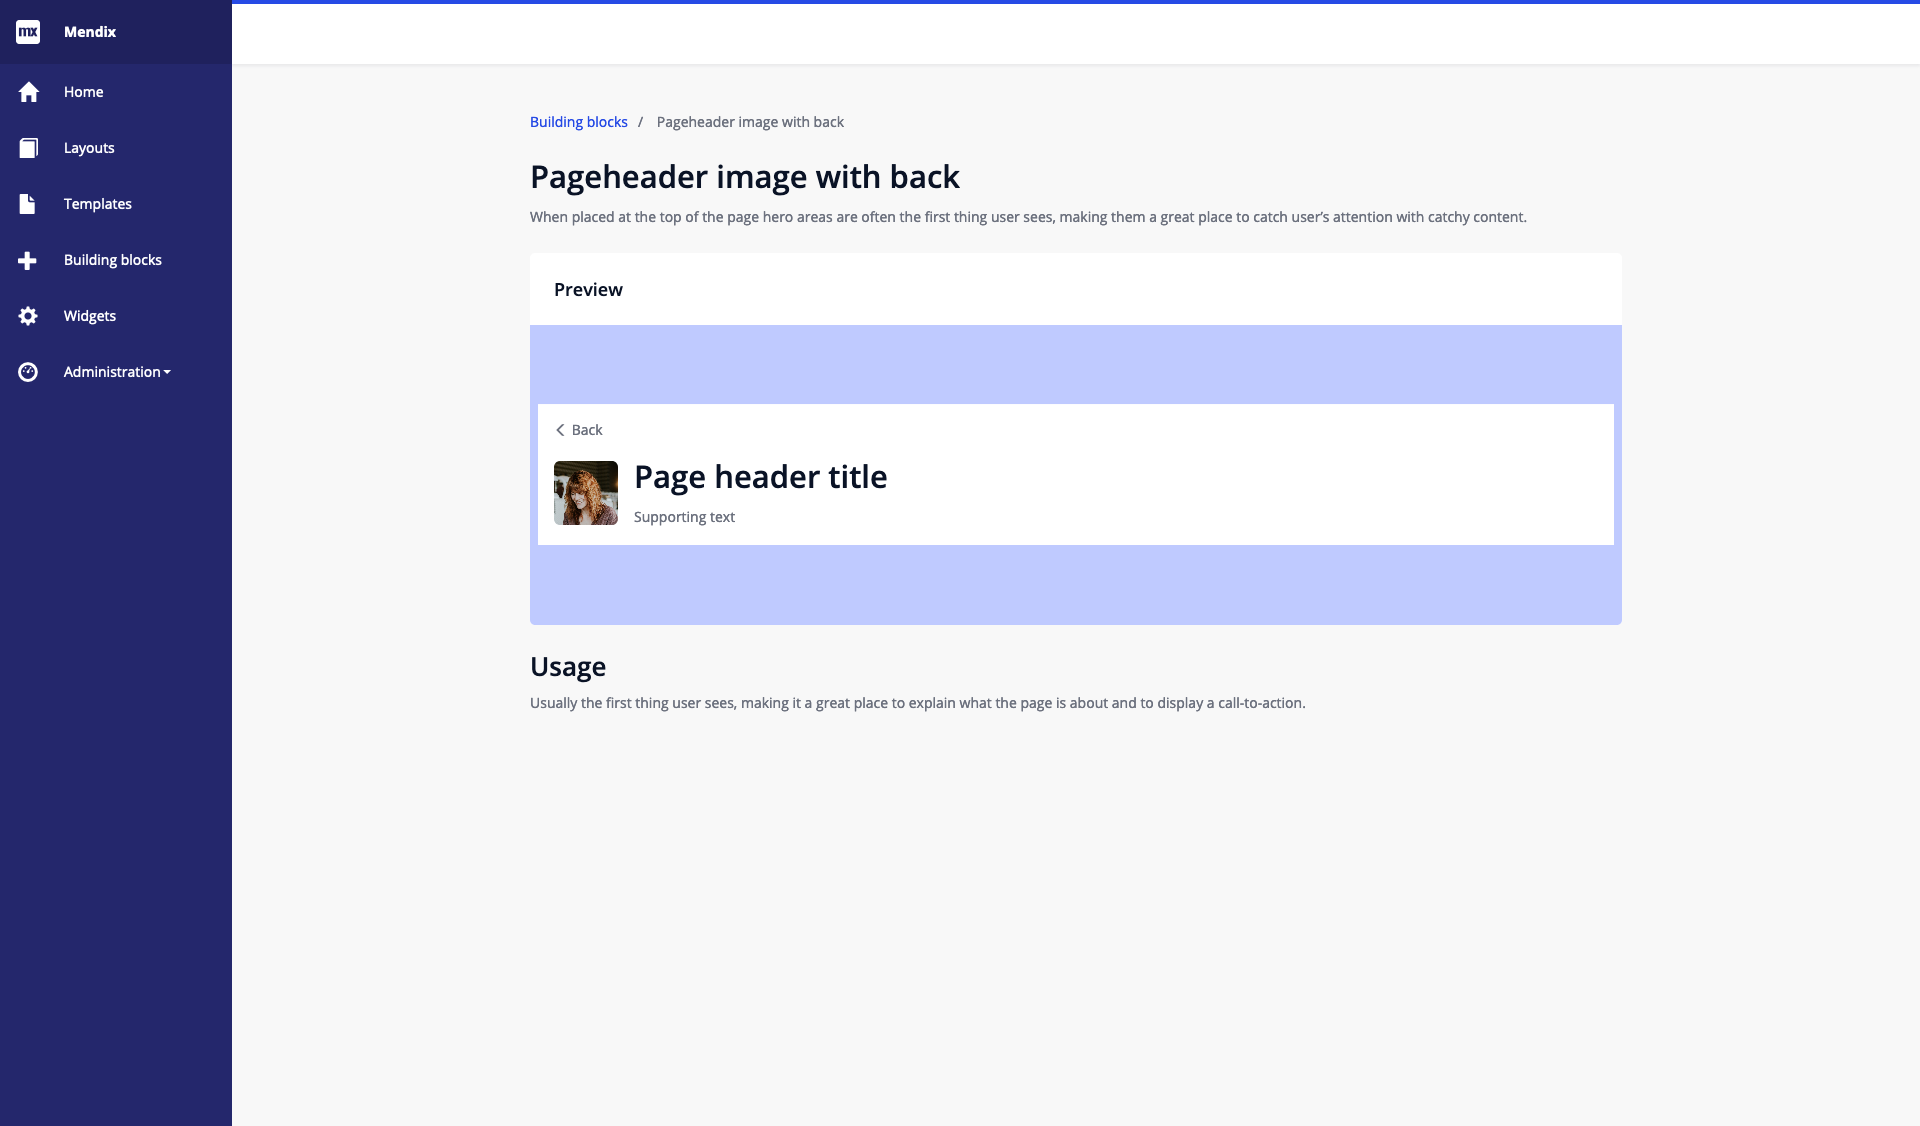 mx
Mendix
Home
Layouts
Templates
Building blocks
Widgets
Administration
Building blocks / Pageheader image with back
Pageheader image with back
When placed at the top of the page hero areas are often the first thing user sees, making them a great place to catch user’s attention with catchy content.
Preview
Back
Page header title
Supporting text
Usage
Usually the first thing user sees, making it a great place to explain what the page is about and to display a call-to-action.